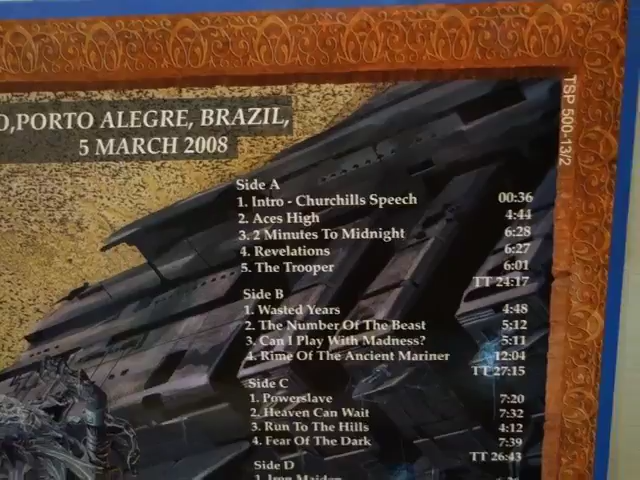 O,PORTO ALEGRE, BRAZIL,
5 MARCH 2008
TSP 500-13/2
Side A
1. Intro - Churchills Speech 00:36
2. Aces High 4:44
3. 2 Minutes To Midnight 6:28
4. Revelations 6:27
5. The Trooper 6:01
TT 24:17
Side B
1. Wasted Years 4:48
2. The Number Of The Beast 5:12
3. Can I Play With Madness? 5:11
4. Rime Of The Ancient Mariner 12:04
TT 27:15
Side C
1. Powerslave 7:20
2. Heaven Can Wait 7:32
3. Run To The Hills 4:12
4. Fear Of The Dark 7:39
TT 26:43
Side D
1. Iron Maiden